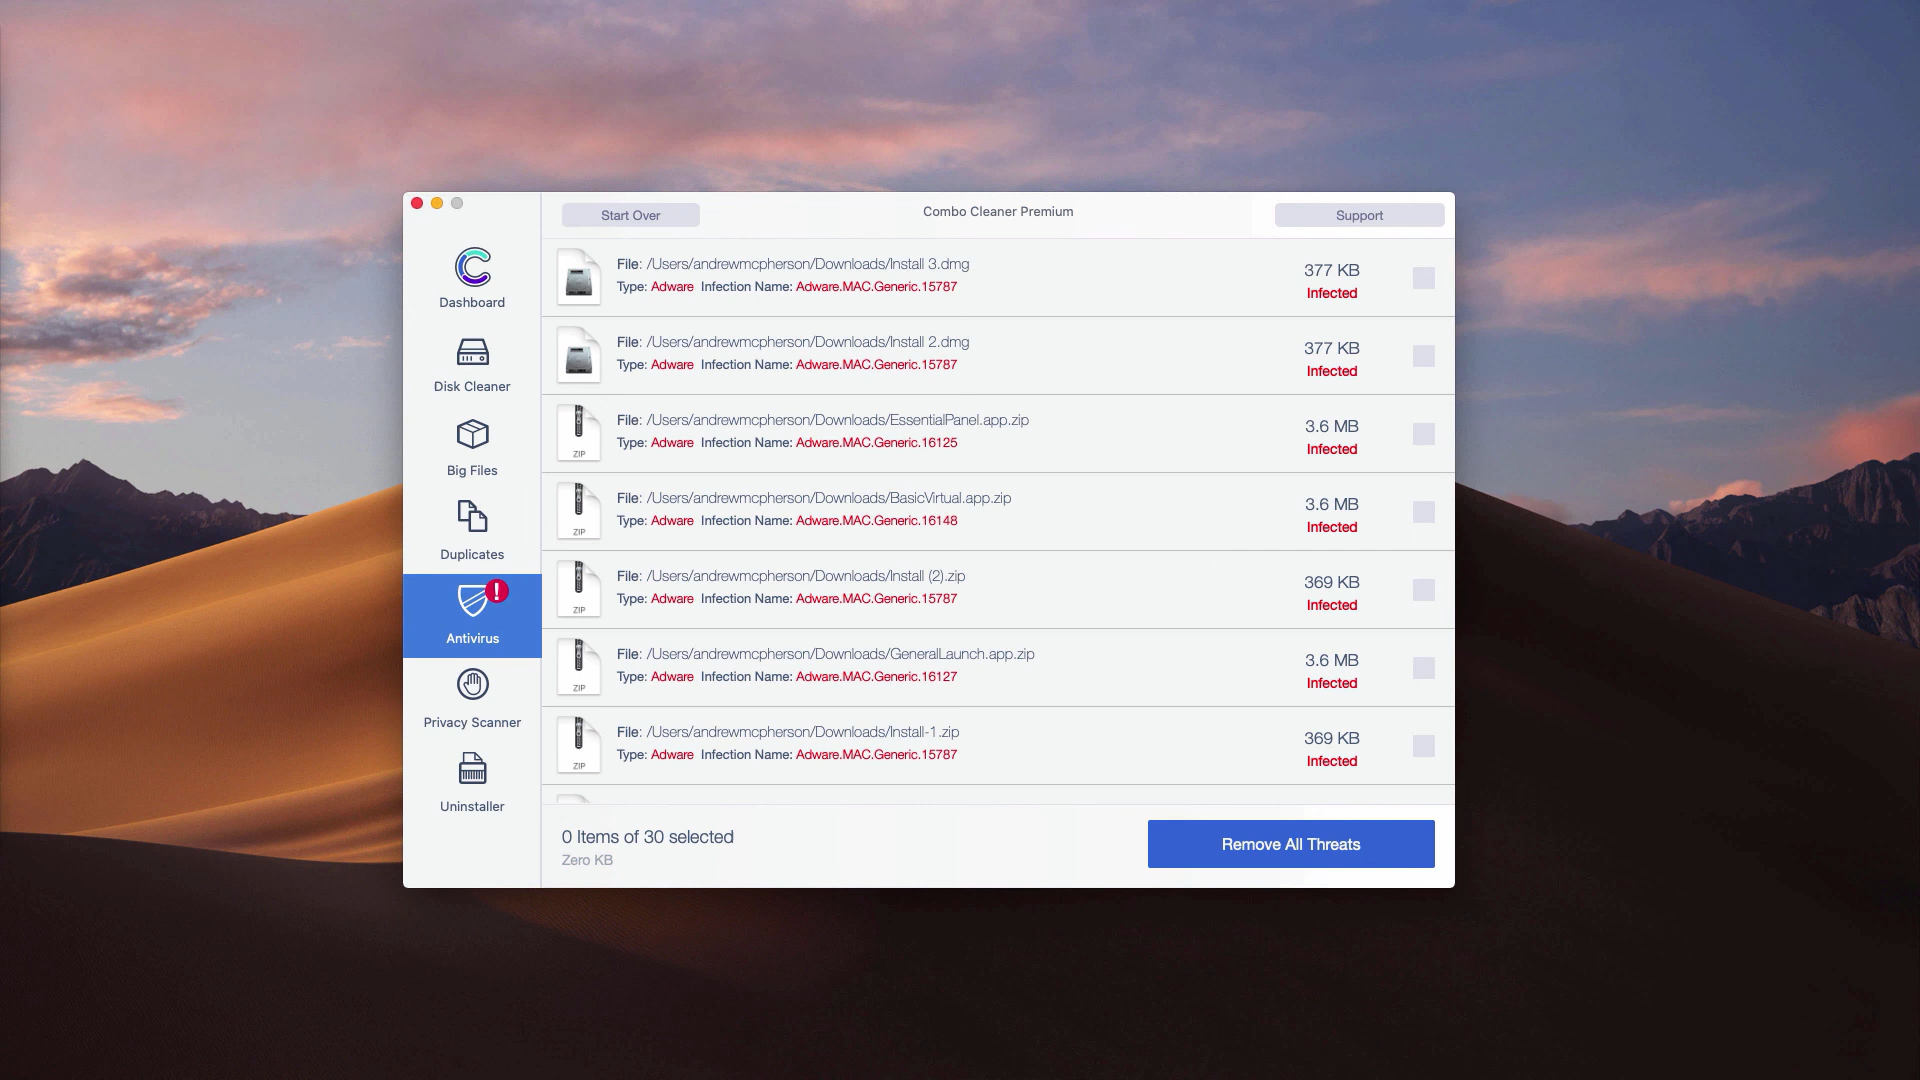 Start Over
Combo Cleaner Premium
Support
Dashboard
Disk Cleaner
Big Files
Duplicates
!
Antivirus
Privacy Scanner
Uninstaller
File: /Users/andrewmcpherson/Downloads/Install 3.dmg
Type: Adware Infection Name: Adware.MAC.Generic.15787
377 KB
Infected
File: /Users/andrewmcpherson/Downloads/Install 2.dmg
Type: Adware Infection Name: Adware.MAC.Generic.15787
377 KB
Infected
ZIP
File: /Users/andrewmcpherson/Downloads/EssentialPanel.app.zip
Type: Adware Infection Name: Adware.MAC.Generic.16125
3.6 MB
Infected
ZIP
File: /Users/andrewmcpherson/Downloads/BasicVirtual.app.zip
Type: Adware Infection Name: Adware.MAC.Generic.16148
3.6 MB
Infected
ZIP
File: /Users/andrewmcpherson/Downloads/Install (2).zip
Type: Adware Infection Name: Adware.MAC.Generic.15787
369 KB
Infected
ZIP
File: /Users/andrewmcpherson/Downloads/GeneralLaunch.app.zip
Type: Adware Infection Name: Adware.MAC.Generic.16127
3.6 MB
Infected
ZIP
File: /Users/andrewmcpherson/Downloads/Install-1.zip
Type: Adware Infection Name: Adware.MAC.Generic.15787
369 KB
Infected
0 Items of 30 selected
Zero KB
Remove All Threats